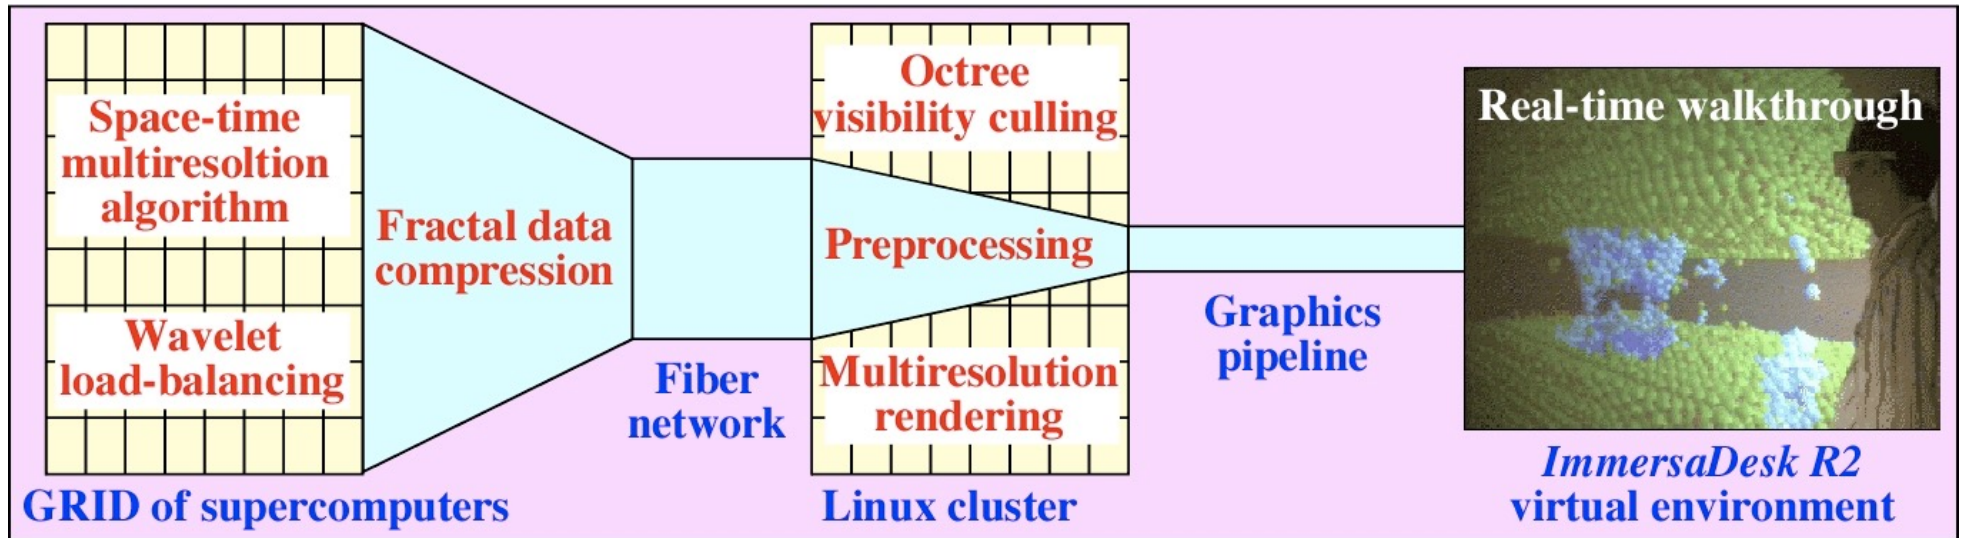 Space-time
multiresoltion
algorithm
Wavelet
load-balancing
GRID of supercomputers
Fractal data
compression
Fiber
network
Octree
visibility culling
Preprocessing
Multiresolution
rendering
Linux cluster
Graphics
pipeline
Real-time walkthrough
ImmersaDesk R2
virtual environment